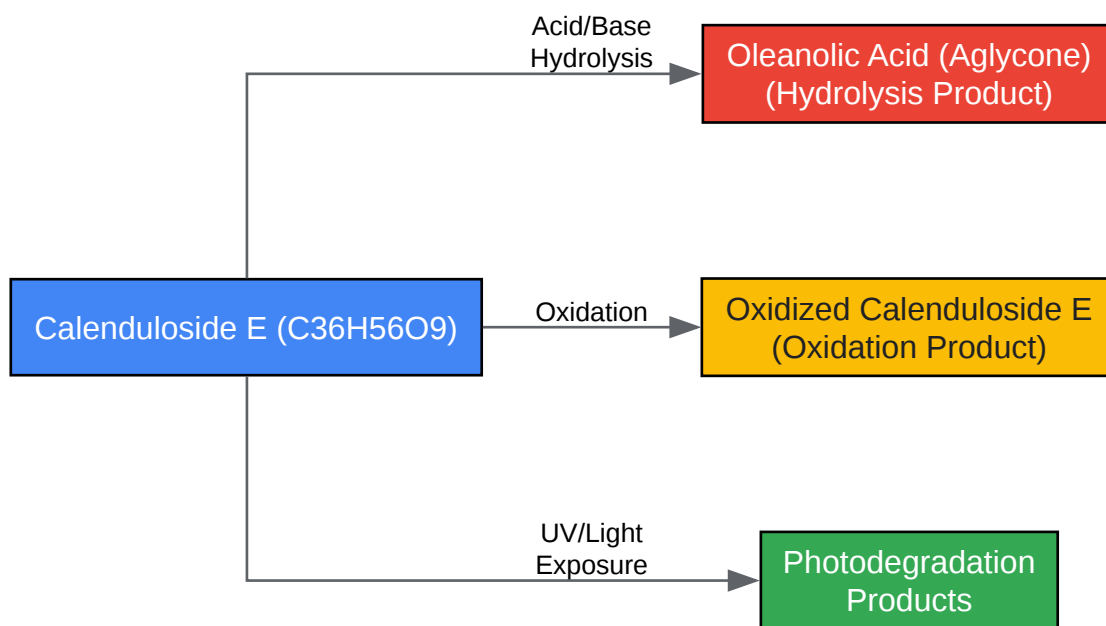 Acid/Base
Hydrolysis
Oleanolic Acid (Aglycone)
(Hydrolysis Product)
Calenduloside E (C36H56O9)
Oxidation
Oxidized Calenduloside E
(Oxidation Product)
UV/Light
Exposure
Photodegradation
Products